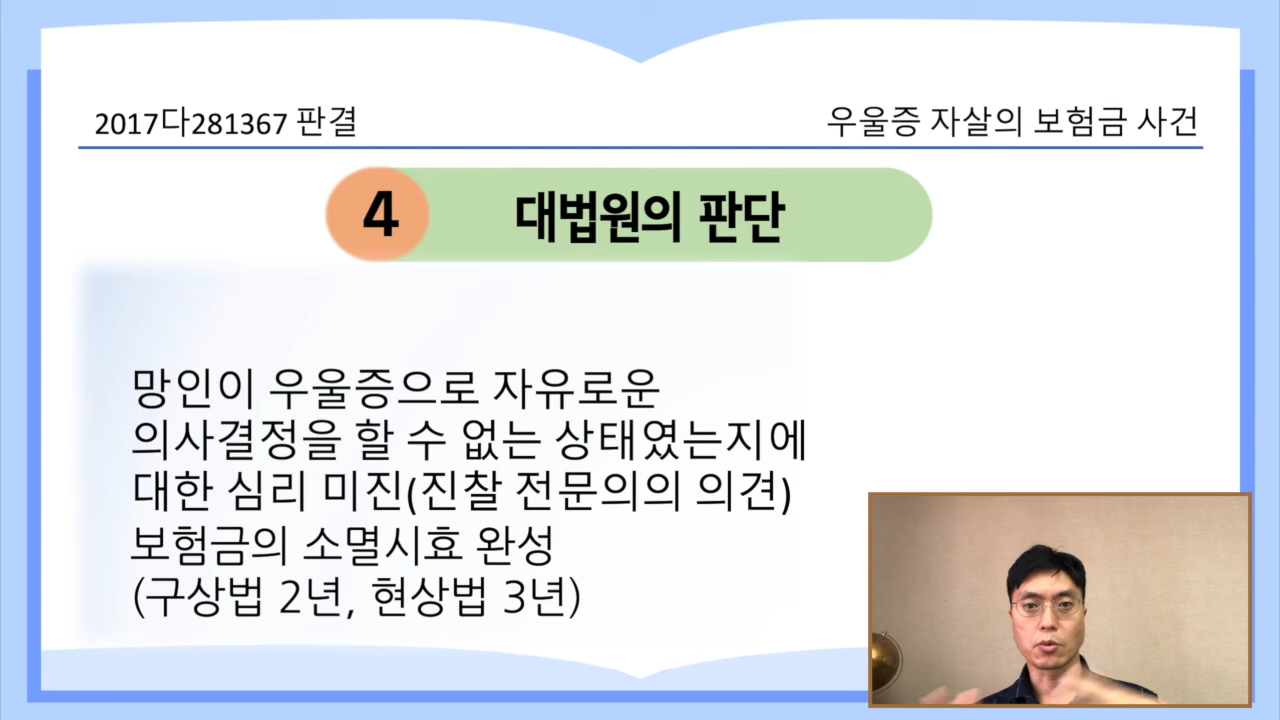 2017다281367 판결
우울증 자살의 보험금 사건
4
대법원의 판단
망인이 우울증으로 자유로운
의사결정을 할 수 없는 상태였는지에
대한 심리 미진(진찰 전문의의 의견)
보험금의 소멸시효 완성
(구상법 2년, 현상법 3년)